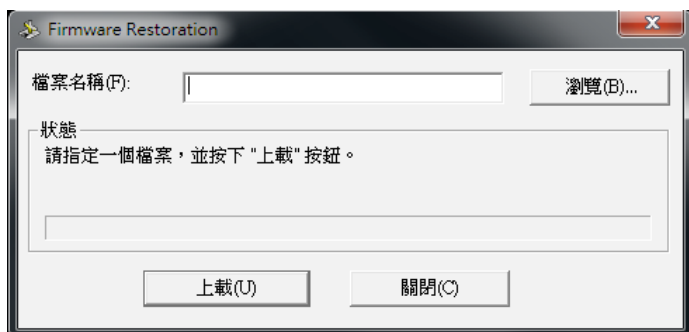 Firmware Restoration
檔案名稱(F):
瀏覽(B)...
狀態
請指定一個檔案，並按下 "上載" 按鈕。
上載(U)
關閉(C)